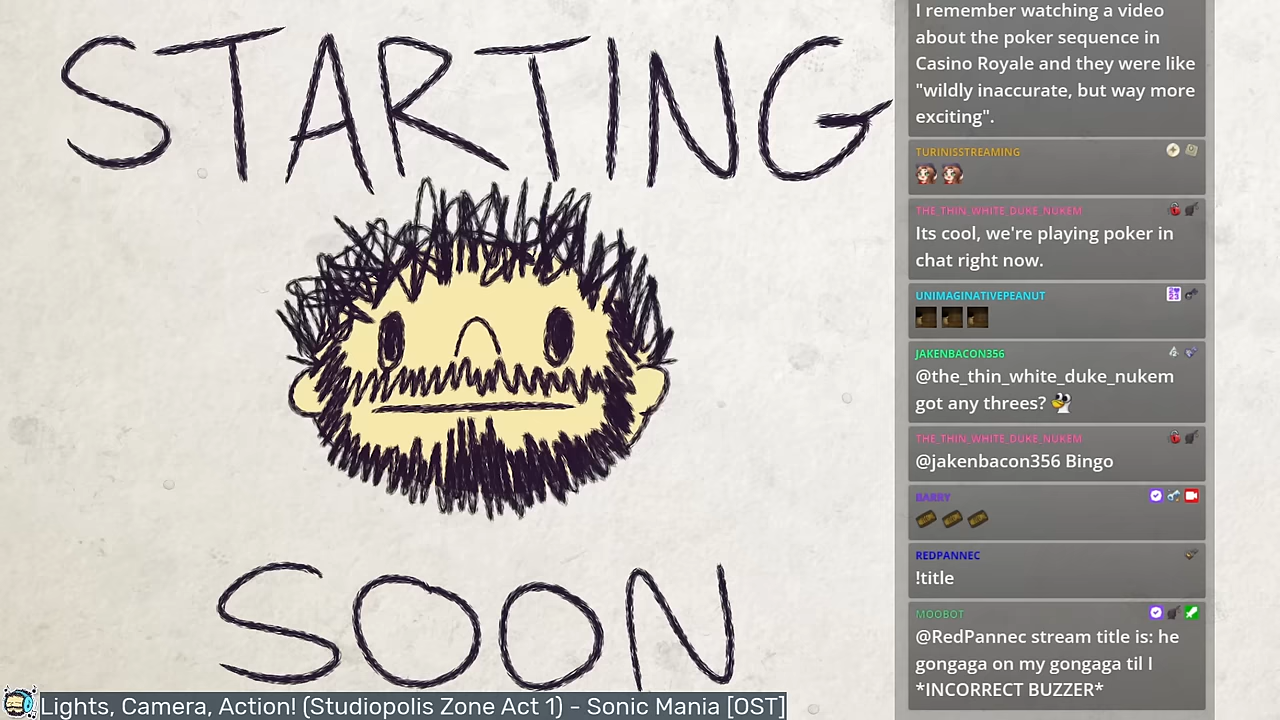 STARTING
SOON
Lights, Camera, Action! (Studiopolis Zone Act 1) - Sonic Mania [OST]
I remember watching a video
about the poker sequence in
Casino Royale and they were like
"wildly inaccurate, but way more
exciting".
TURINISSTREAMING
THE_THIN_WHITE_DUKE_NUKEM
Its cool, we're playing poker in
chat right now.
UNIMAGINATIVEPEANUT
JAKENBACON356
@the_thin_white_duke_nukem
got any threes?
THE_THIN_WHITE_DUKE_NUKEM
@jakenbacon356 Bingo
BARRY
REDPANNEC
!title
MOOBOT
@RedPannec stream title is: he
gongaga on my gongaga til I
*INCORRECT BUZZER*